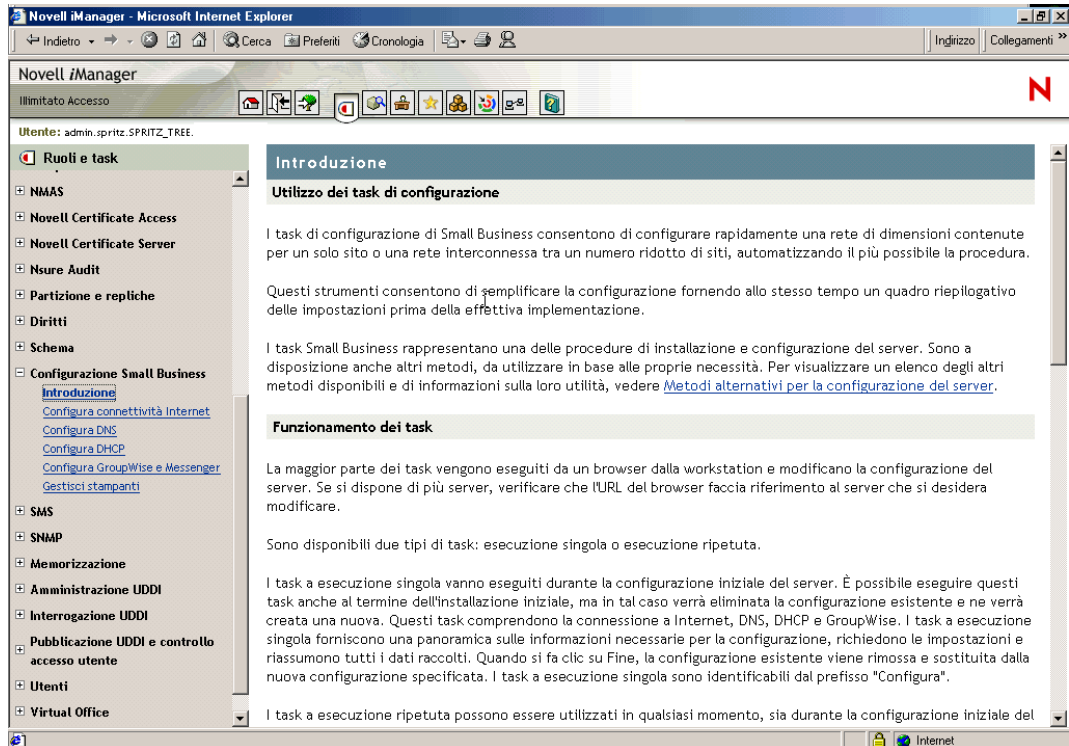 Novell iManager - Microsoft Internet Explorer
Indietro
Cerca
Preferiti
Cronologia
Indirizzo
Collegamenti »
Novell iManager
Illimitato Accesso
N
Utente: admin.spritz.SPRITZ_TREE.
Ruoli e task
NMAS
Novell Certificate Access
Novell Certificate Server
Nsure Audit
Partizione e repliche
Diritti
Schema
Configurazione Small Business
Introduzione
Configura connettività Internet
Configura DNS
Configura DHCP
Configura GroupWise e Messenger
Gestisci stampanti
SMS
SNMP
Memorizzazione
Amministrazione UDDI
Interrogazione UDDI
Pubblicazione UDDI e controllo
accesso utente
Utenti
Virtual Office
Introduzione
Utilizzo dei task di configurazione
I task di configurazione di Small Business consentono di configurare rapidamente una rete di dimensioni contenute
per un solo sito o una rete interconnessa tra un numero ridotto di siti, automatizzando il più possibile la procedura.
Questi strumenti consentono di semplificare la configurazione fornendo allo stesso tempo un quadro riepilogativo
delle impostazioni prima della effettiva implementazione.
I task Small Business rappresentano una delle procedure di installazione e configurazione del server. Sono a
disposizione anche altri metodi, da utilizzare in base alle proprie necessità. Per visualizzare un elenco degli altri
metodi disponibili e di informazioni sulla loro utilità, vedere Metodi alternativi per la configurazione del server.
Funzionamento dei task
La maggior parte dei task vengono eseguiti da un browser dalla workstation e modificano la configurazione del
server. Se si dispone di più server, verificare che l'URL del browser faccia riferimento al server che si desidera
modificare.
Sono disponibili due tipi di task: esecuzione singola o esecuzione ripetuta.
I task a esecuzione singola vanno eseguiti durante la configurazione iniziale del server. È possibile eseguire questi
task anche al termine dell'installazione iniziale, ma in tal caso verrà eliminata la configurazione esistente e ne verrà
creata una nuova. Questi task comprendono la connessione a Internet, DNS, DHCP e GroupWise. I task a esecuzione
singola forniscono una panoramica sulle informazioni necessarie per la configurazione, richiedono le impostazioni e
riassumono tutti i dati raccolti. Quando si fa clic su Fine, la configurazione esistente viene rimossa e sostituita dalla
nuova configurazione specificata. I task a esecuzione singola sono identificabili dal prefisso "Configura".
I task a esecuzione ripetuta possono essere utilizzati in qualsiasi momento, sia durante la configurazione iniziale del
Internet